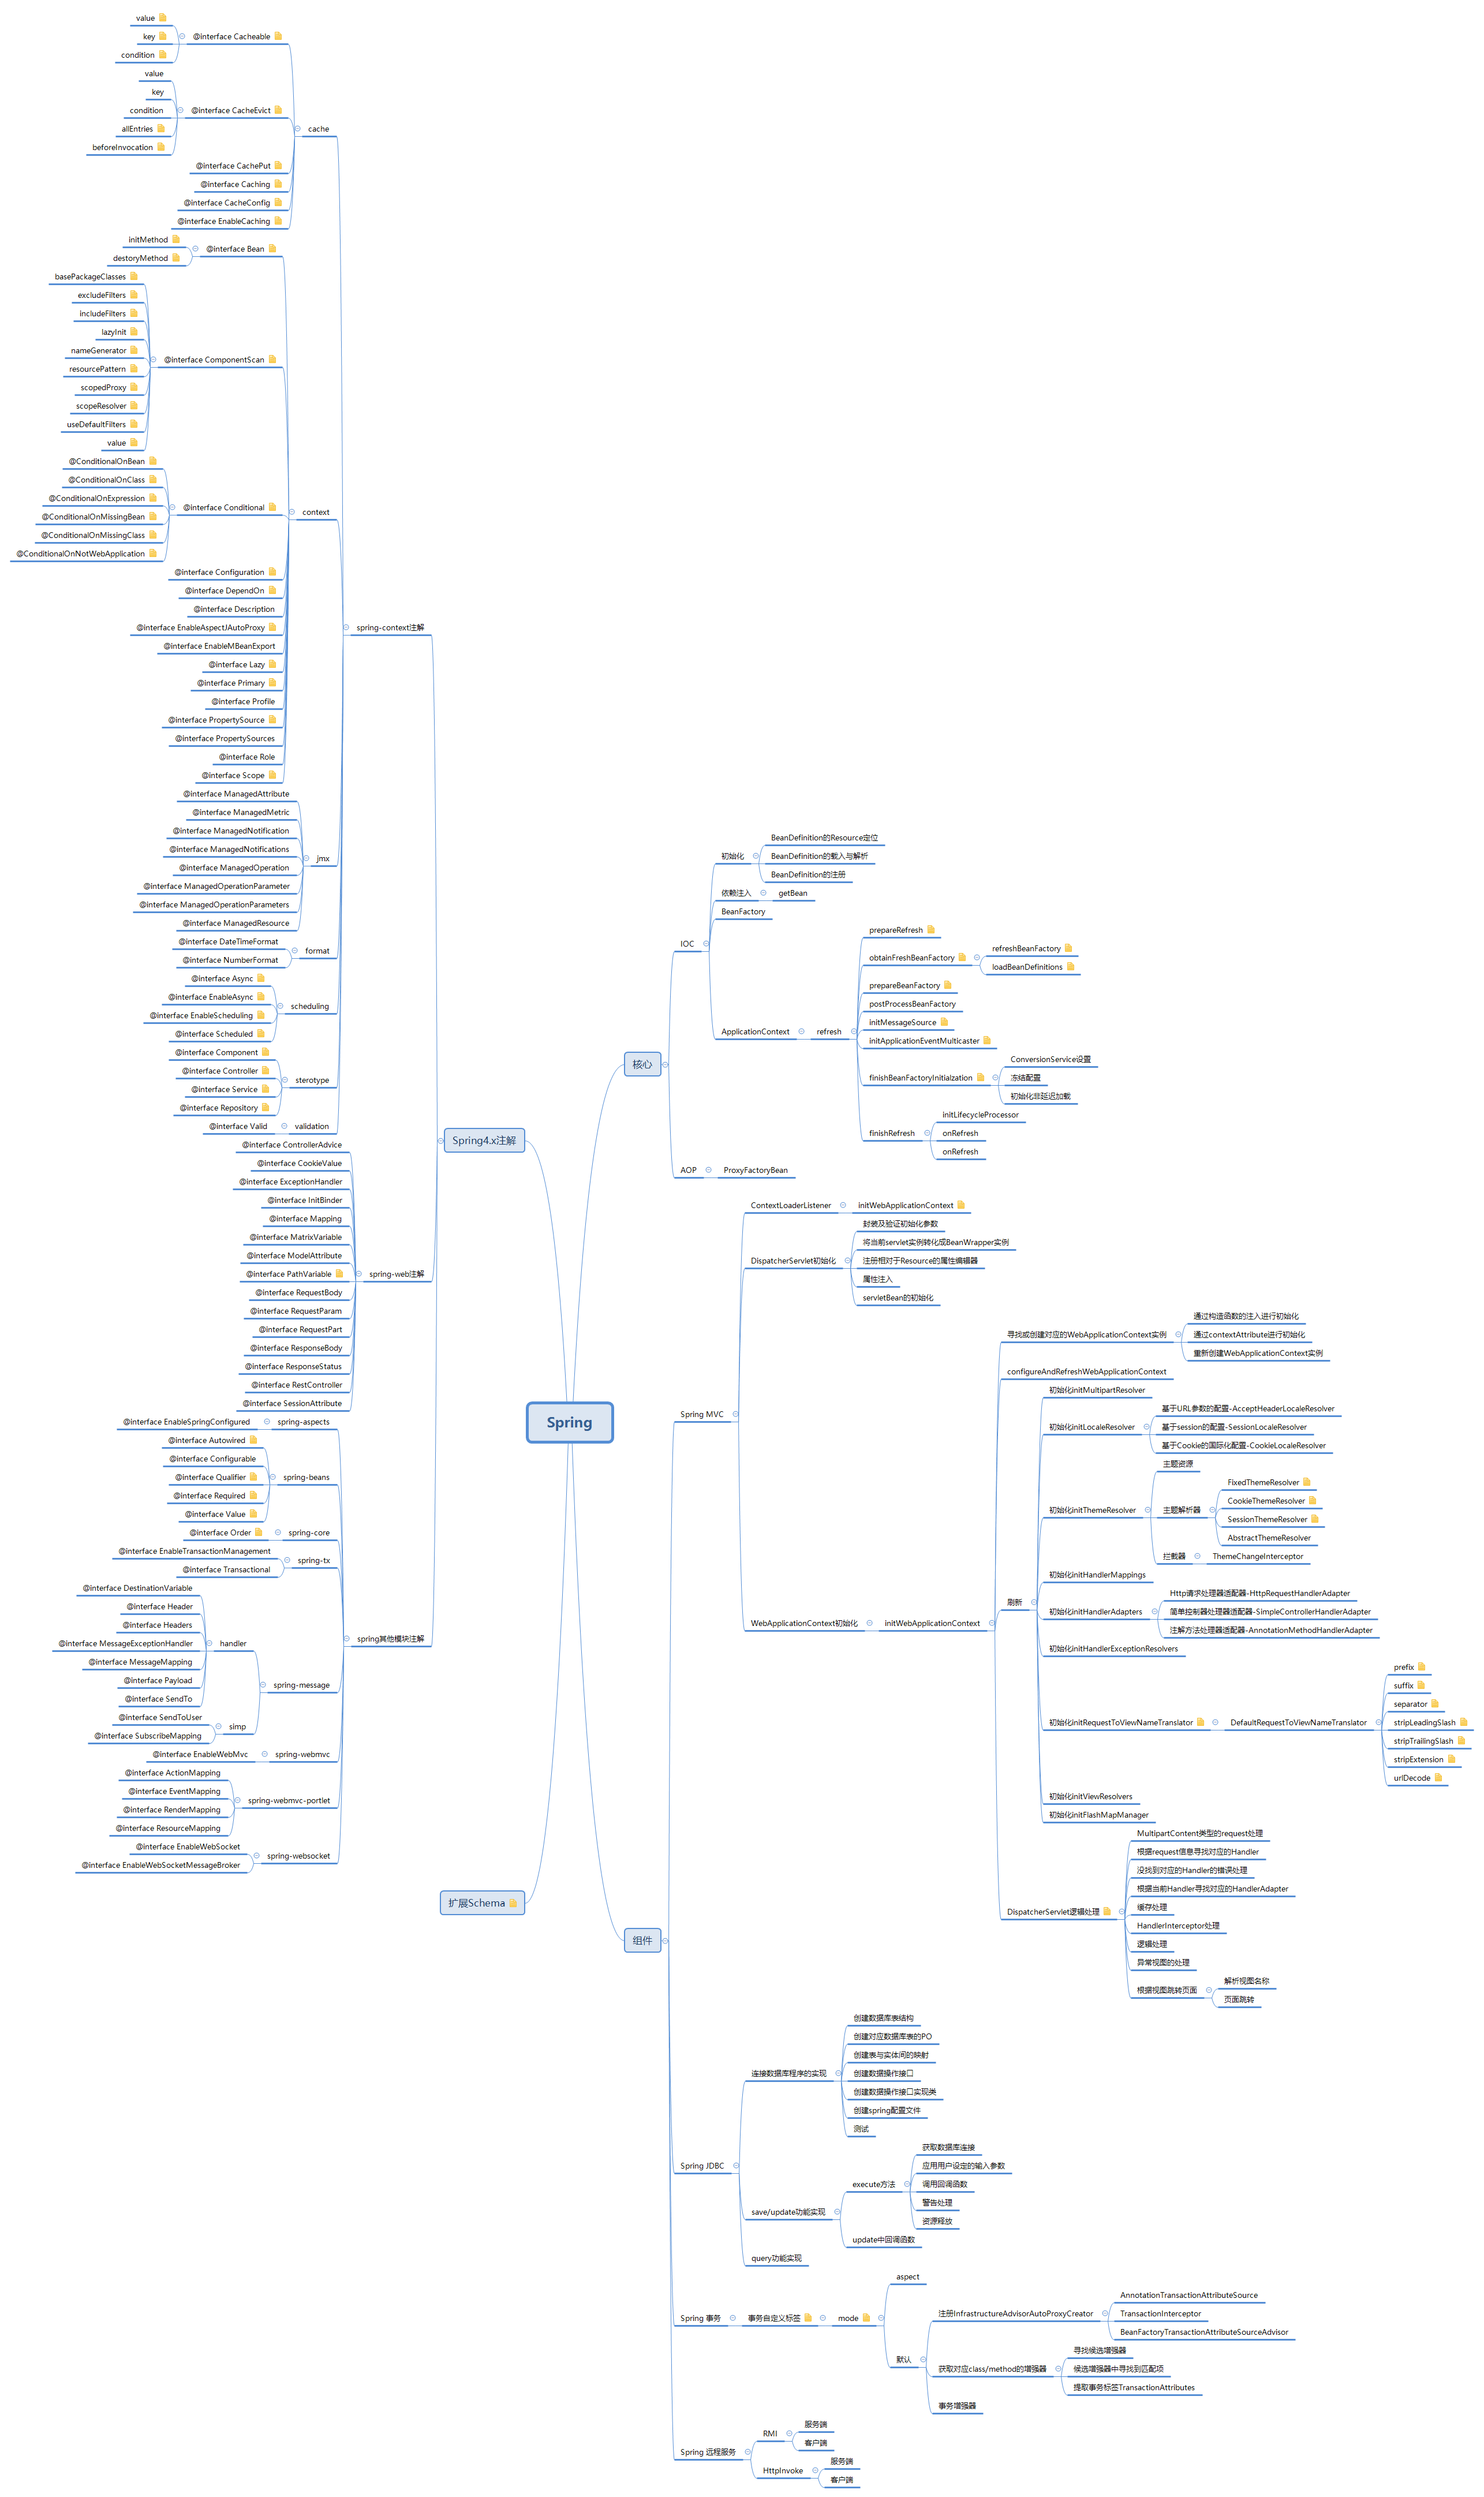 Spring
核心
IOC
初始化
BeanDefinition的Resource定位
BeanDefinition的载入与解析
BeanDefinition的注册
依赖注入
getBean
BeanFactory
ApplicationContext
refresh
prepareRefresh
obtainFreshBeanFactory
refreshBeanFactory
loadBeanDefinitions
prepareBeanFactory
postProcessBeanFactory
initMessageSource
initApplicationEventMulticaster
finishBeanFactoryInitialzation
ConversionService设置
冻结配置
初始化非延迟加载
finishRefresh
initLifecycleProcessor
onRefresh
onRefresh
AOP
ProxyFactoryBean
组件
Spring MVC
ContextLoaderListener
initWebApplicationContext
DispatcherServlet初始化
封装及验证初始化参数
将当前servlet实例转化成BeanWrapper实例
注册相对于Resource的属性编辑器
属性注入
servletBean的初始化
WebApplicationContext初始化
initWebApplicationContext
寻找或创建对应的WebApplicationContext实例
通过构造函数的注入进行初始化
通过contextAttribute进行初始化
重新创建WebApplicationContext实例
configureAndRefreshWebApplicationContext
刷新
初始化initMultipartResolver
初始化initLocaleResolver
基于URL参数的配置-AcceptHeaderLocaleResolver
基于session的配置-SessionLocaleResolver
基于Cookie的国际化配置-CookieLocaleResolver
初始化initThemeResolver
主题资源
主题解析器
FixedThemeResolver
CookieThemeResolver
SessionThemeResolver
AbstractThemeResolver
拦截器
ThemeChangeInterceptor
初始化initHandlerMappings
初始化initHandlerAdapters
Http请求处理器适配器-HttpRequestHandlerAdapter
简单控制器处理器适配器-SimpleControllerHandlerAdapter
注解方法处理器适配器-AnnotationMethodHandlerAdapter
初始化initHandlerExceptionResolvers
初始化initRequestToViewNameTranslator
DefaultRequestToViewNameTranslator
prefix
suffix
separator
stripLeadingSlash
stripTrailingSlash
stripExtension
urlDecode
初始化initViewResolvers
初始化initFlashMapManager
DispatcherServlet逻辑处理
MultipartContent类型的request处理
根据request信息寻找对应的Handler
没找到对应的Handler的错误处理
根据当前Handler寻找对应的HandlerAdapter
缓存处理
HandlerInterceptor处理
逻辑处理
异常视图的处理
根据视图跳转页面
解析视图名称
页面跳转
Spring JDBC
连接数据库程序的实现
创建数据库表结构
创建对应数据库表的PO
创建表与实体间的映射
创建数据操作接口
创建数据操作接口实现类
创建spring配置文件
测试
save/update功能实现
execute方法
获取数据库连接
应用用户设定的输入参数
调用回调函数
警告处理
资源释放
update中回调函数
query功能实现
Spring 事务
事务自定义标签
mode
aspect
默认
注册InfrastructureAdvisorAutoProxyCreator
AnnotationTransactionAttributeSource
TransactionInterceptor
BeanFactoryTransactionAttributeSourceAdvisor
获取对应class/method的增强器
寻找候选增强器
候选增强器中寻找到匹配项
提取事务标签TransactionAttributes
事务增强器
Spring 远程服务
RMI
服务端
客户端
HttpInvoke
服务端
客户端
Spring4.x注解
spring-context注解
cache
@interface Cacheable
value
key
condition
@interface CacheEvict
value
key
condition
allEntries
beforeInvocation
@interface CachePut
@interface Caching
@interface CacheConfig
@interface EnableCaching
context
@interface Bean
initMethod
destoryMethod
@interface ComponentScan
basePackageClasses
excludeFilters
includeFilters
lazyInit
nameGenerator
resourcePattern
scopedProxy
scopeResolver
useDefaultFilters
value
@interface Conditional
@ConditionalOnBean
@ConditionalOnClass
@ConditionalOnExpression
@ConditionalOnMissingBean
@ConditionalOnMissingClass
@ConditionalOnNotWebApplication
@interface Configuration
@interface DependOn
@interface Description
@interface EnableAspectJAutoProxy
@interface EnableMBeanExport
@interface Lazy
@interface Primary
@interface Profile
@interface PropertySource
@interface PropertySources
@interface Role
@interface Scope
jmx
@interface ManagedAttribute
@interface ManagedMetric
@interface ManagedNotification
@interface ManagedNotifications
@interface ManagedOperation
@interface ManagedOperationParameter
@interface ManagedOperationParameters
@interface ManagedResource
format
@interface DateTimeFormat
@interface NumberFormat
scheduling
@interface Async
@interface EnableAsync
@interface EnableScheduling
@interface Scheduled
sterotype
@interface Component
@interface Controller
@interface Service
@interface Repository
validation
@interface Valid
spring-web注解
@interface ControllerAdvice
@interface CookieValue
@interface ExceptionHandler
@interface InitBinder
@interface Mapping
@interface MatrixVariable
@interface ModelAttribute
@interface PathVariable
@interface RequestBody
@interface RequestParam
@interface RequestPart
@interface ResponseBody
@interface ResponseStatus
@interface RestController
@interface SessionAttribute
spring其他模块注解
spring-aspects
@interface EnableSpringConfigured
spring-beans
@interface Autowired
@interface Configurable
@interface Qualifier
@interface Required
@interface Value
spring-core
@interface Order
spring-tx
@interface EnableTransactionManagement
@interface Transactional
spring-message
handler
@interface DestinationVariable
@interface Header
@interface Headers
@interface MessageExceptionHandler
@interface MessageMapping
@interface Payload
@interface SendTo
simp
@interface SendToUser
@interface SubscribeMapping
spring-webmvc
@interface EnableWebMvc
spring-webmvc-portlet
@interface ActionMapping
@interface EventMapping
@interface RenderMapping
@interface ResourceMapping
spring-websocket
@interface EnableWebSocket
@interface EnableWebSocketMessageBroker
扩展Schema